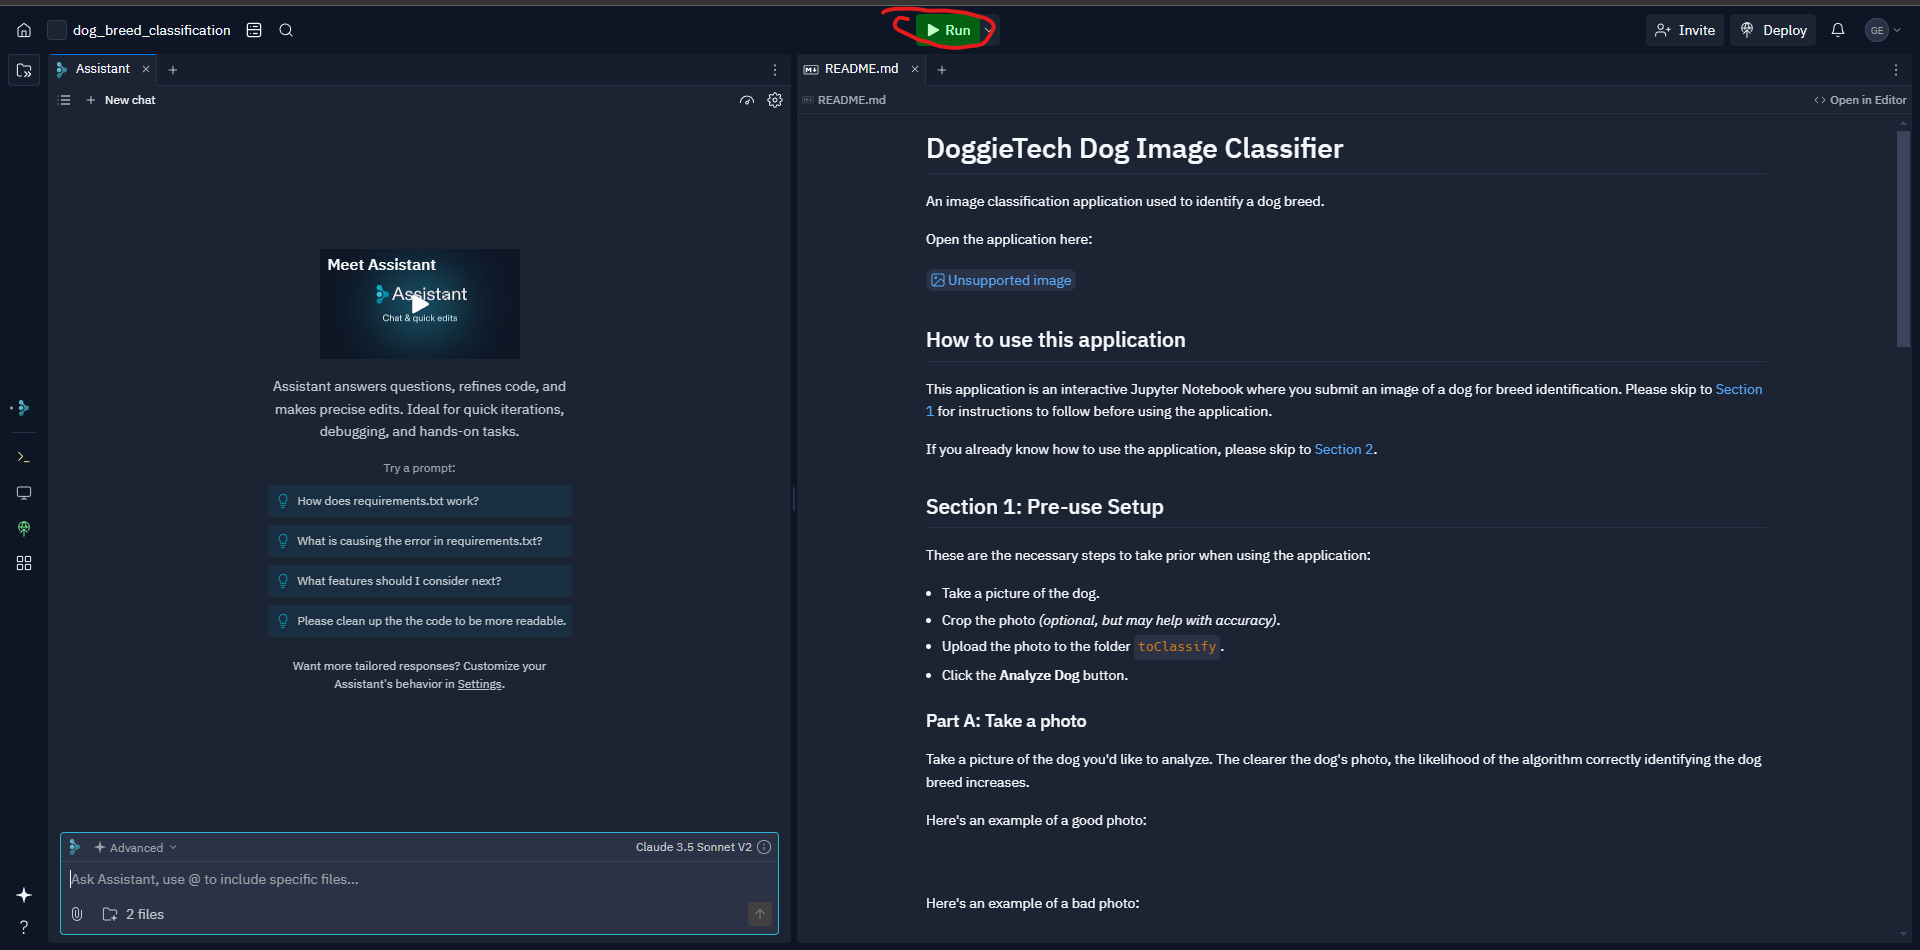 dog_breed_classification
Run
Invite
Deploy
GE
Assistant
README.md
New chat
README.md
Open in Editor
Meet Assistant
Assistant
Chat & quick edits
Assistant answers questions, refines code, and
makes precise edits. Ideal for quick iterations,
debugging, and hands-on tasks.
Try a prompt:
How does requirements.txt work?
What is causing the error in requirements.txt?
What features should I consider next?
Please clean up the the code to be more readable.
Want more tailored responses? Customize your
Assistant's behavior in Settings.
Advanced
Claude 3.5 Sonnet V2
Ask Assistant, use @ to include specific files...
2 files
DoggieTech Dog Image Classifier
An image classification application used to identify a dog breed.
Open the application here:
Unsupported image
How to use this application
This application is an interactive Jupyter Notebook where you submit an image of a dog for breed identification. Please skip to Section
1 for instructions to follow before using the application.
If you already know how to use the application, please skip to Section 2.
Section 1: Pre-use Setup
These are the necessary steps to take prior when using the application:
• Take a picture of the dog.
• Crop the photo (optional, but may help with accuracy).
• Upload the photo to the folder toClassify.
• Click the Analyze Dog button.
Part A: Take a photo
Take a picture of the dog you'd like to analyze. The clearer the dog's photo, the likelihood of the algorithm correctly identifying the dog
breed increases.
Here's an example of a good photo:
Here's an example of a bad photo: